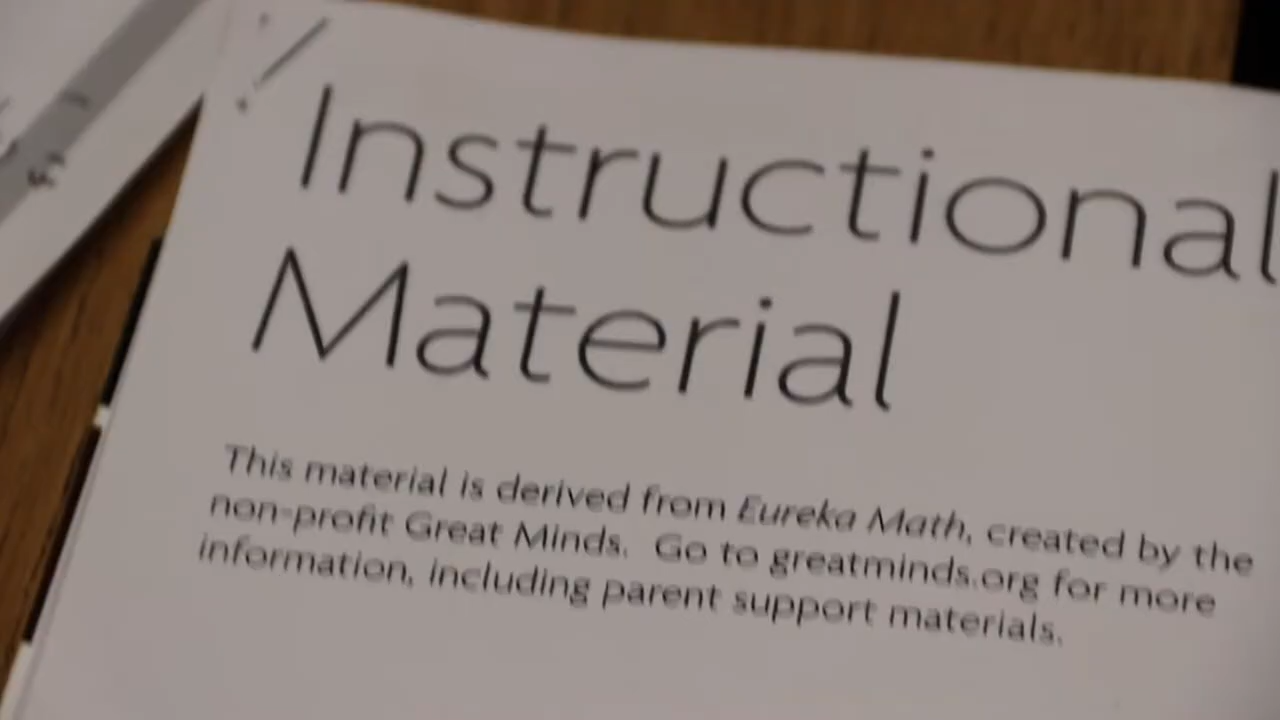 Instructional
Material
This material is derived from Eureka Math, created by the
non-profit Great Minds.  Go to greatminds.org for more
information, including parent support materials.